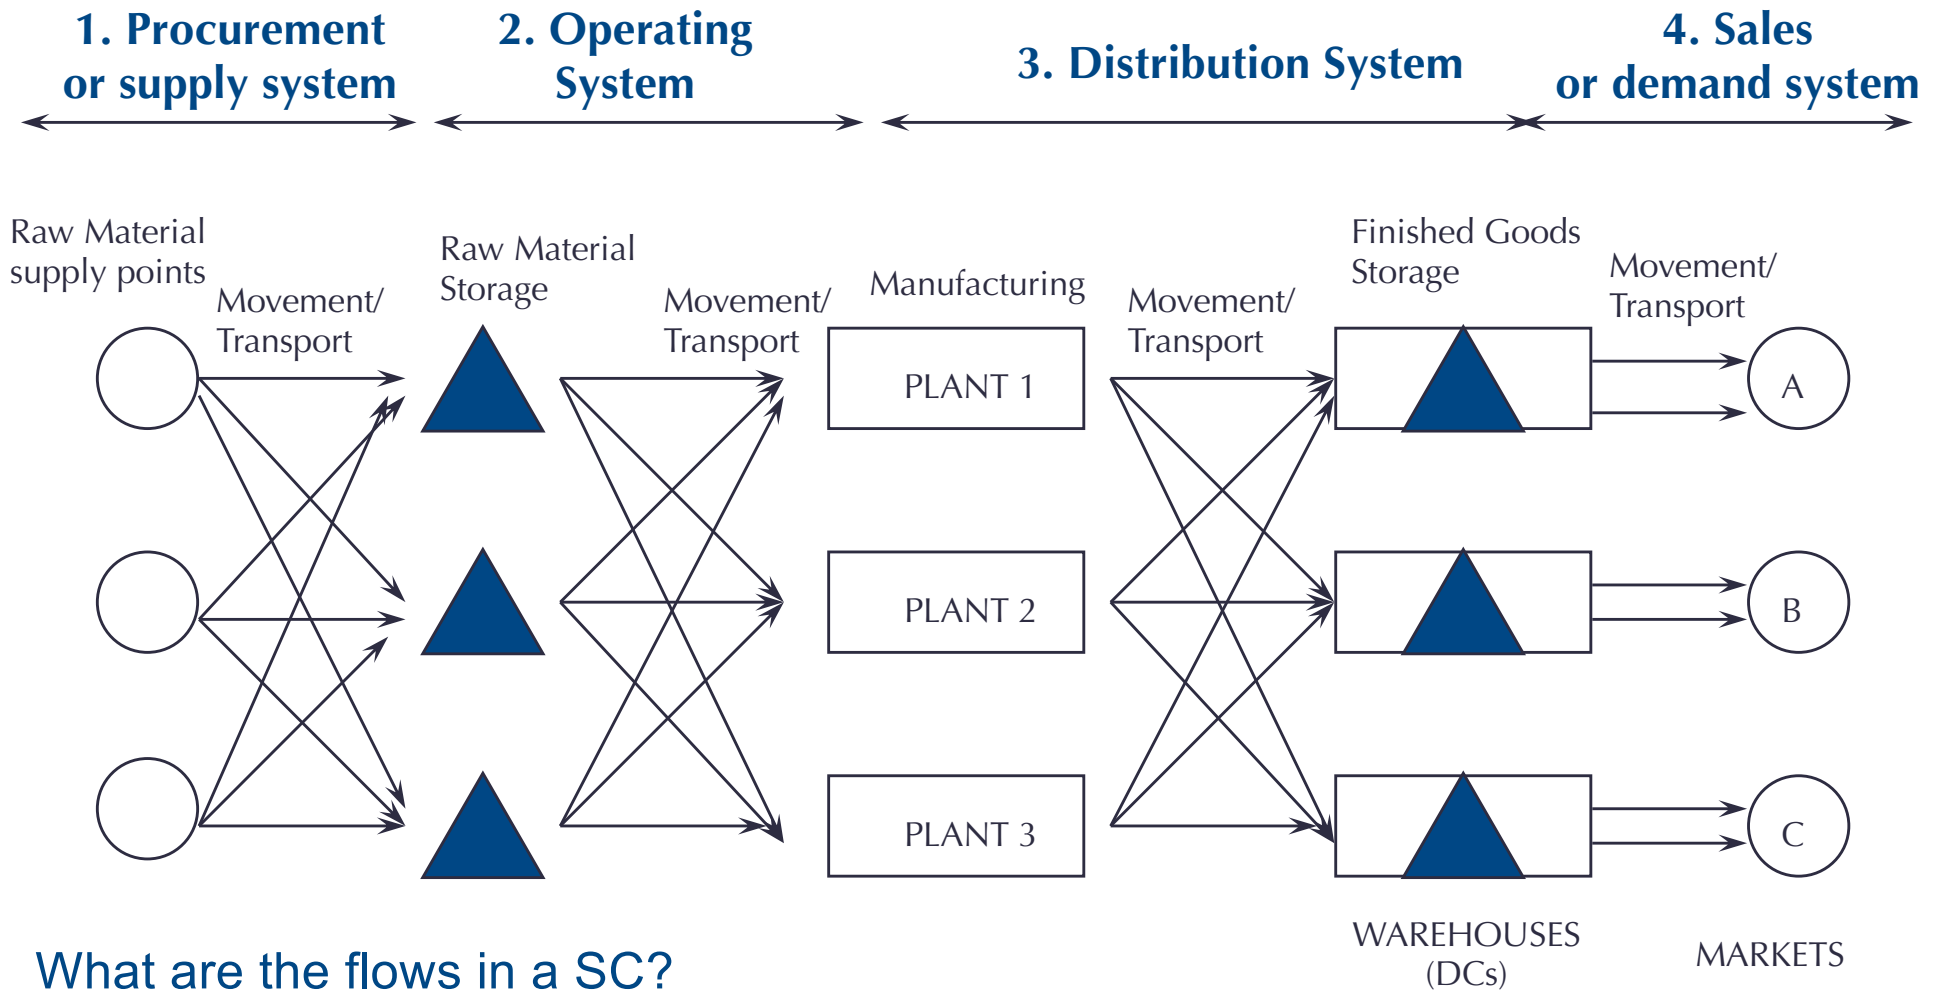 1. Procurement
or supply system
2. Operating
System
3. Distribution System
4. Sales
or demand system
Raw Material
supply points
Movement/
Transport
Raw Material
Storage
Movement/
Transport
Manufacturing
Movement/
Transport
Finished Goods
Storage
Movement/
Transport
PLANT 1
A
PLANT 2
B
PLANT 3
C
WAREHOUSES
(DCs)
MARKETS
What are the flows in a SC?